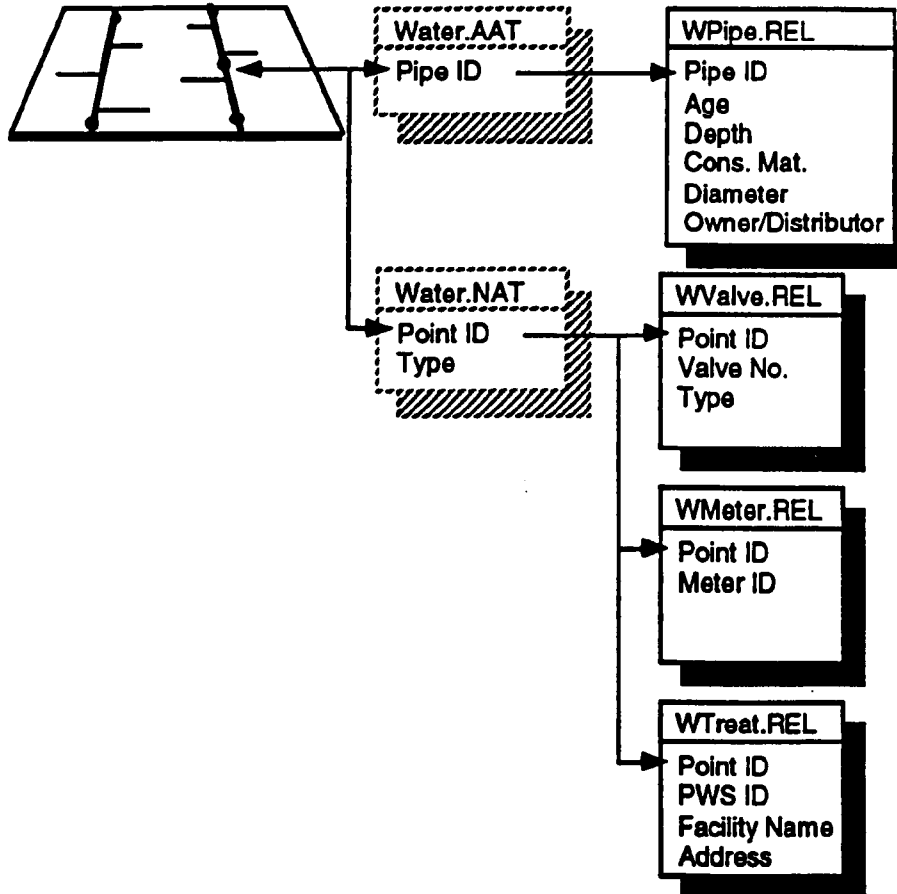 Water.AAT
Pipe ID
WPipe.REL
Pipe ID
Age
Depth
Cons. Mat.
Diameter
Owner/Distributor
Water.NAT
Point ID
Type
WValve.REL
Point ID
Valve No.
Type
WMeter.REL
Point ID
Meter ID
WTreat.REL
Point ID
PWS ID
Facility Name
Address